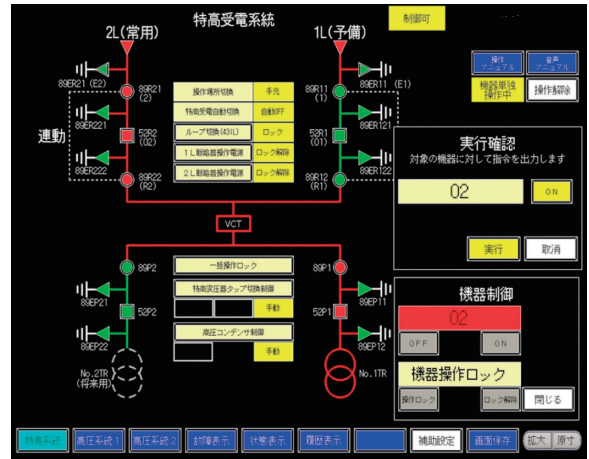 特高受電系統
制御可
2L(常用)
1L(予備)
操作
マニュアル
音声
マニュアル
機器単独
操作中
操作解除
89ER21 (E2)
89R21
(2)
89R11
(1)
89ER11 (E1)
操作場所切換
手元
特高受電自動切換
自動OFF
ループ切換(43IL)
ロック
1L断路器操作電源
ロック解除
2L断路器操作電源
ロック解除
89ER221
89ER121
連動
52R2
(O2)
52R1
(O1)
89ER222
89R22
(R2)
89R12
(R1)
89ER122
実行確認
対象の機器に対して指令を出力します
02
ON
実行
取消
VCT
89P2
89P1
一括操作ロック
特高変圧器タップ切換制御
手動
高圧コンデンサ制御
手動
89EP21
52P2
52P1
89EP11
89EP22
89EP12
No.2TR
(将来用)
No.1TR
機器制御
02
OFF
ON
機器操作ロック
操作ロック
ロック解除
閉じる
特高系統
高圧系統1
高圧系統2
故障表示
状態表示
履歴表示
補助設定
画面保存
拡大
原寸